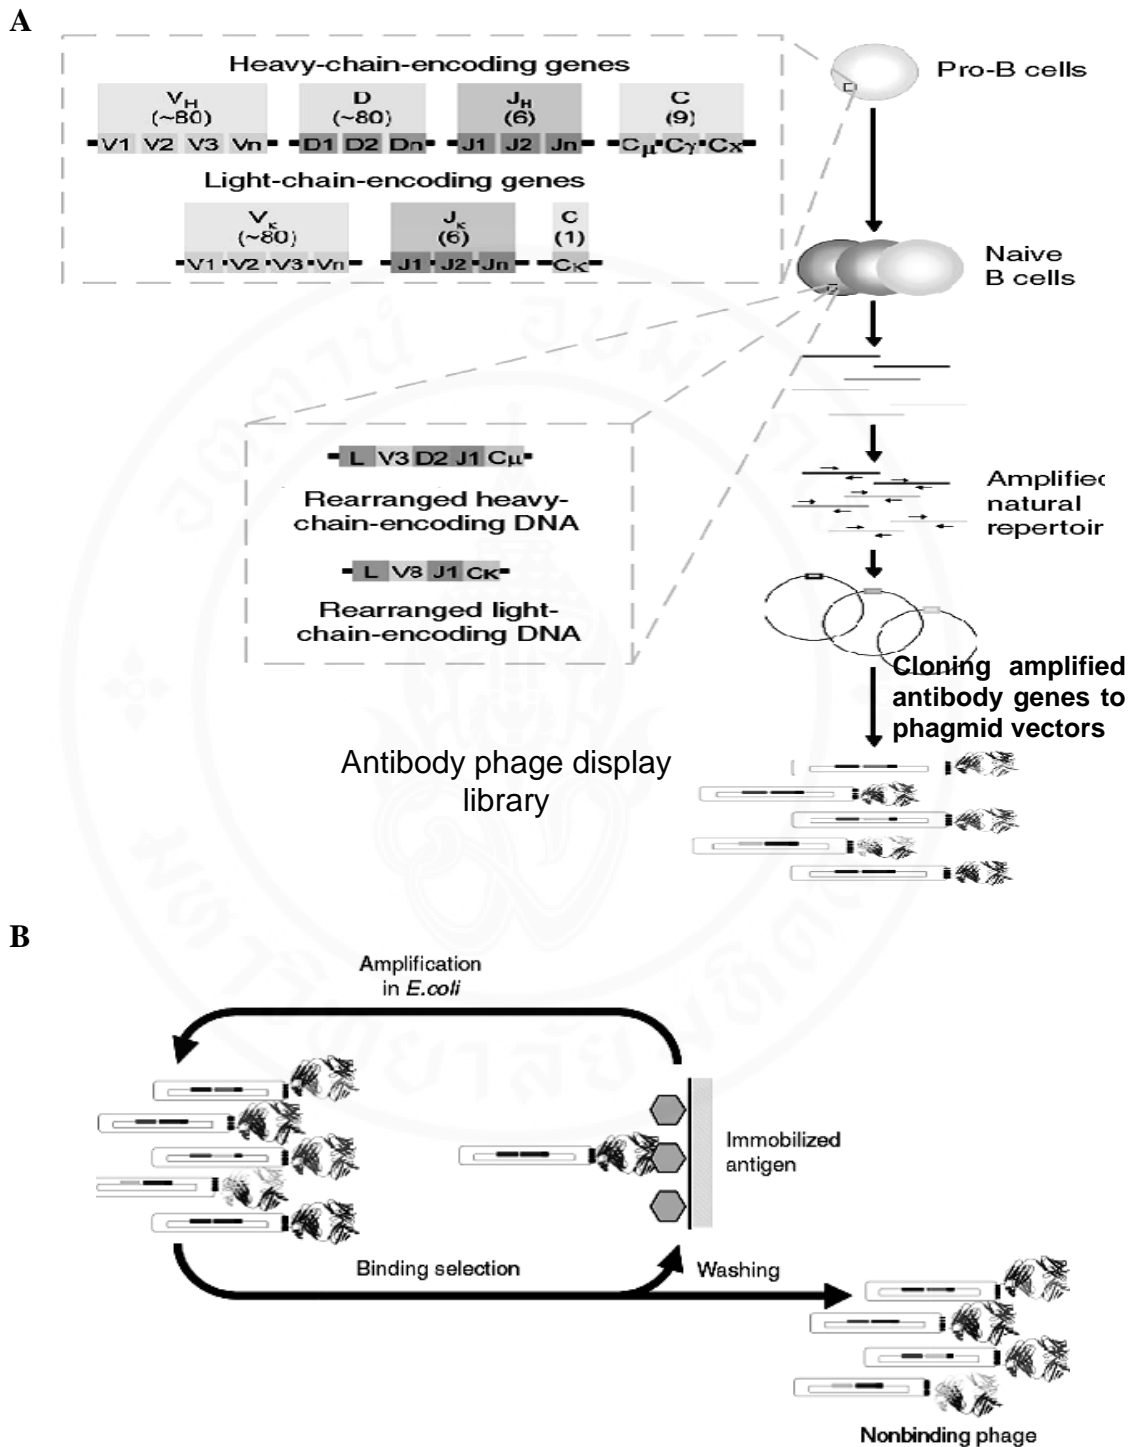 A
Heavy-chain-encoding genes
Pro-B cells
VH D JH C
(~80) (~80) (6) (9)
V1 V2 V3 Vn D1 D2 Dn J1 J2 Jn Cμ Cγ Cx
Light-chain-encoding genes
Vκ Jκ C
(~80) (6) (1)
V1 V2 V3 Vn J1 J2 Jn Cκ
Naive
B cells
L V3 D2 J1 Cμ
Rearranged heavy-
chain-encoding DNA
L V8 J1 Cκ
Rearranged light-
chain-encoding DNA
Amplifiec
natural
repertoir
Cloning amplified
antibody genes to
phagmid vectors
Antibody phage display
library
B
Amplification
in E.coli
Immobilized
antigen
Binding selection
Washing
Nonbinding phage